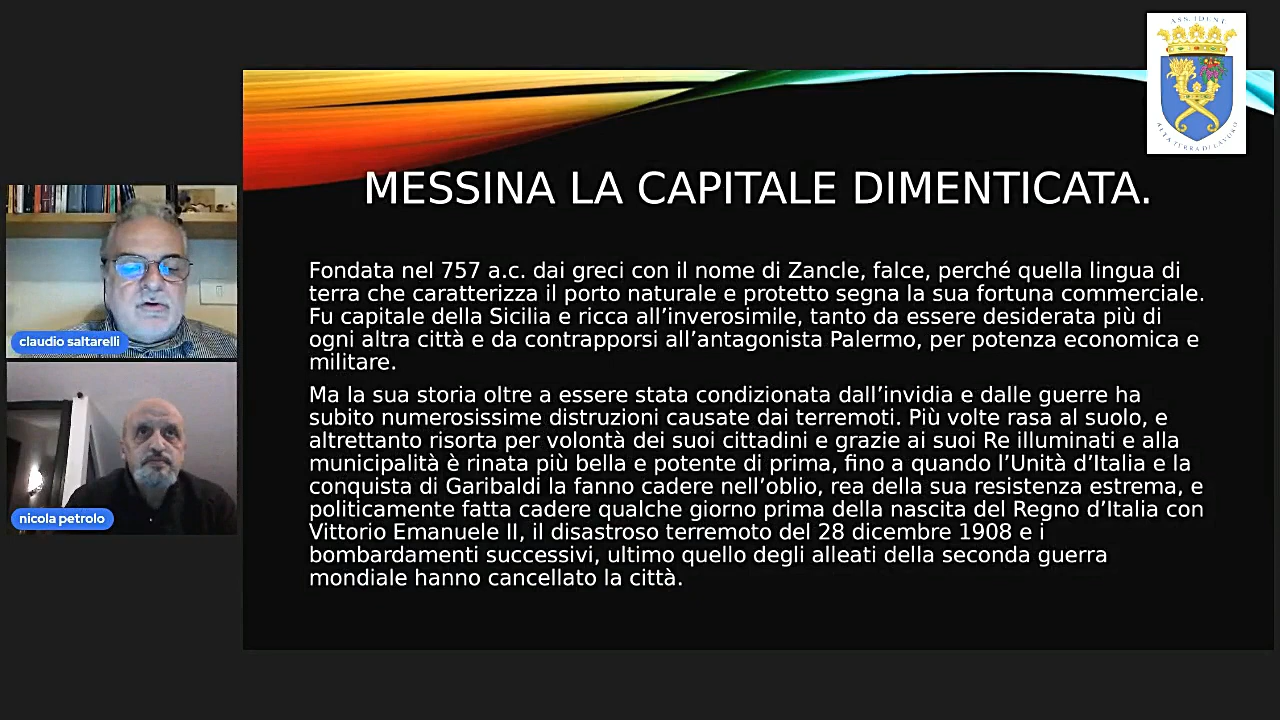 ASS. IDENT
ALTA TERRA DI LAVORO
MESSINA LA CAPITALE DIMENTICATA.
Fondata nel 757 a.c. dai greci con il nome di Zancle, falce, perché quella lingua di
terra che caratterizza il porto naturale e protetto segna la sua fortuna commerciale.
Fu capitale della Sicilia e ricca all’inverosimile, tanto da essere desiderata più di
ogni altra città e da contrapporsi all’antagonista Palermo, per potenza economica e
militare.
Ma la sua storia oltre a essere stata condizionata dall’invidia e dalle guerre ha
subito numerosissime distruzioni causate dai terremoti. Più volte rasa al suolo, e
altrettanto risorta per volontà dei suoi cittadini e grazie ai suoi Re illuminati e alla
municipalità è rinata più bella e potente di prima, fino a quando l’Unità d’Italia e la
conquista di Garibaldi la fanno cadere nell’oblio, rea della sua resistenza estrema, e
politicamente fatta cadere qualche giorno prima della nascita del Regno d’Italia con
Vittorio Emanuele II, il disastroso terremoto del 28 dicembre 1908 e i
bombardamenti successivi, ultimo quello degli alleati della seconda guerra
mondiale hanno cancellato la città.
claudio saltarelli
nicola petrolo